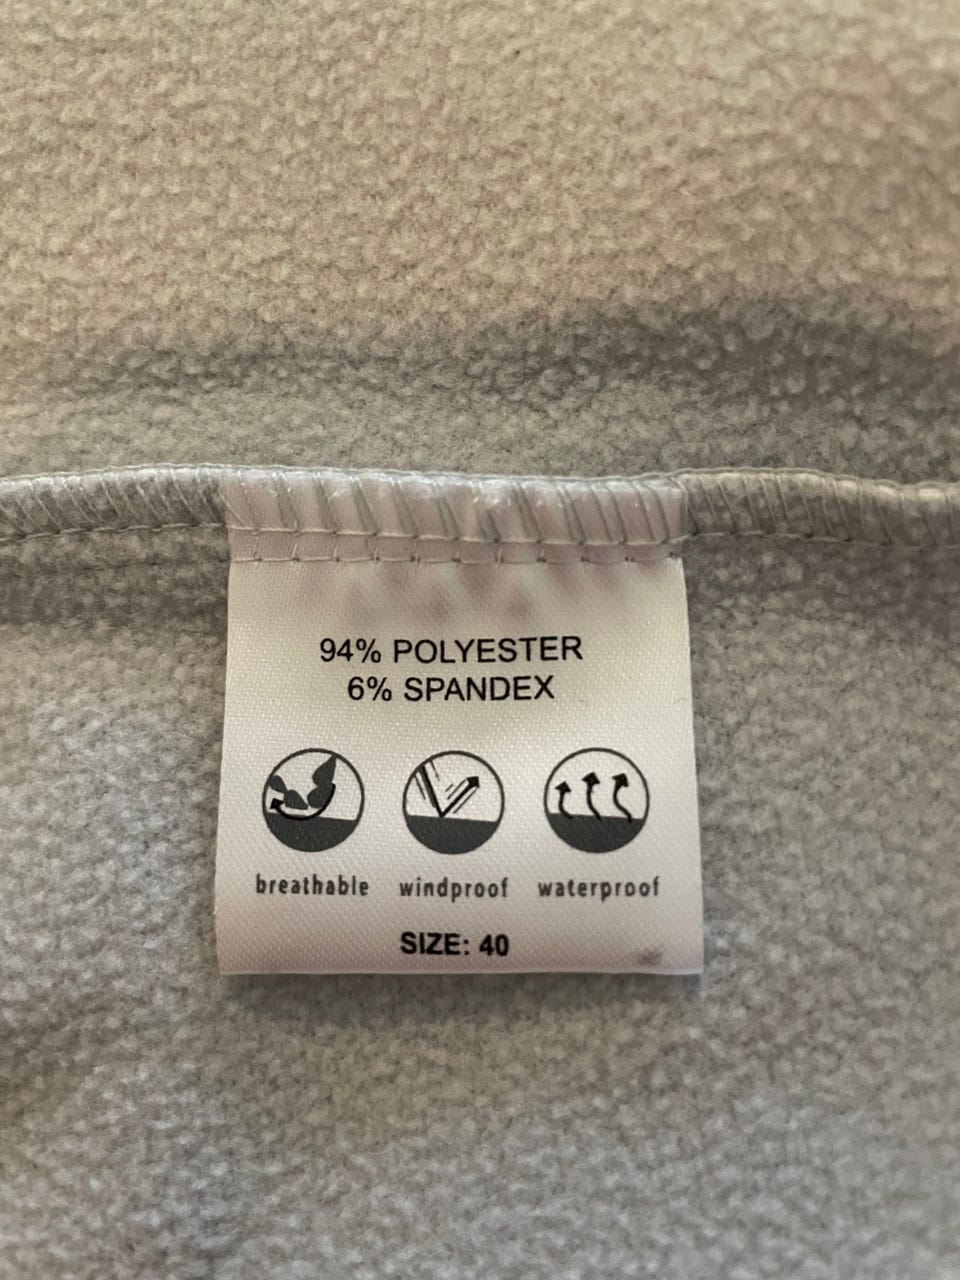 94% POLYESTER
6% SPANDEX
breathable windproof waterproof
SIZE: 40